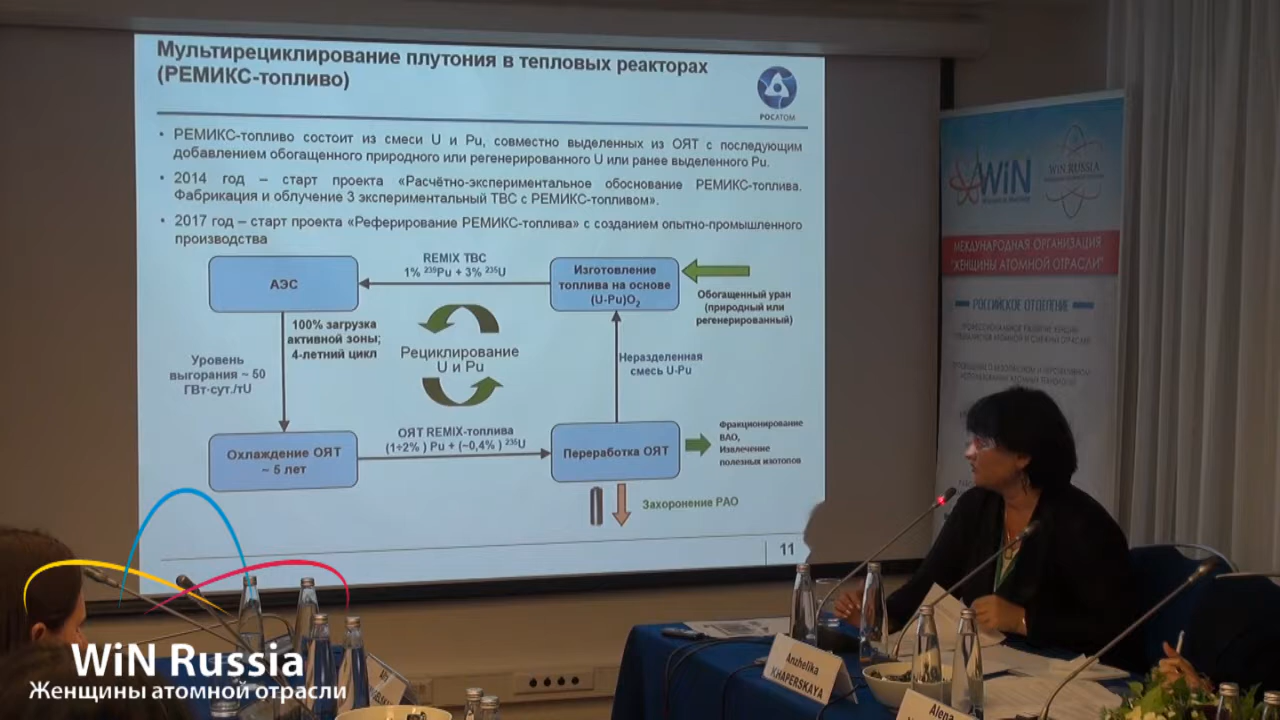 Мультирециклирование плутония в тепловых реакторах
(РЕМИКС-топливо)
РОСАТОМ
• РЕМИКС-топливо состоит из смеси U и Pu, совместно выделенных из ОЯТ с последующим
добавлением обогащенного природного или регенерированного U или ранее выделенного Pu.
• 2014 год – старт проекта «Расчётно-экспериментальное обоснование РЕМИКС-топлива.
Фабрикация и облучение 3 экспериментальный ТВС с РЕМИКС-топливом».
• 2017 год – старт проекта «Реферирование РЕМИКС-топлива» с созданием опытно-промышленного
производства
АЭС
REMIX ТВС
1% ²³⁹Pu + 3% ²³⁵U
Изготовление
топлива на основе
(U-Pu)O₂
Обогащенный уран
(природный или
регенерированный)
100% загрузка
активной зоны;
4-летний цикл
Уровень
выгорания ~ 50
ГВт·сут./тU
Рециклирование
U и Pu
Неразделенная
смесь U-Pu
Охлаждение ОЯТ
~ 5 лет
ОЯТ REMIX-топлива
(1÷2% ) Pu + (~0,4% ) ²³⁵U
Переработка ОЯТ
Фракционирование
ВАО,
Извлечение
полезных изотопов
Захоронение РАО
11
WiN
WiN RUSSIA
МЕЖДУНАРОДНАЯ ОРГАНИЗАЦИЯ
"ЖЕНЩИНЫ АТОМНОЙ ОТРАСЛИ"
РОССИЙСКОЕ ОТДЕЛЕНИЕ
Anzhelika
KHAPERSKAYA
Alena
WiN Russia
Женщины атомной отрасли